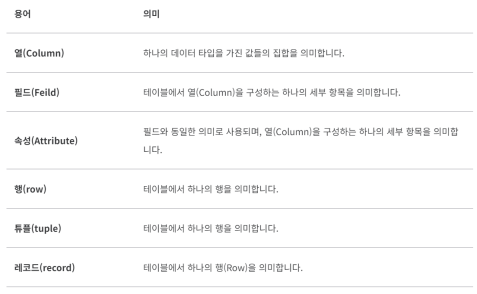 용어 의미
열(Column) 하나의 데이터 타입을 가진 값들의 집합을 의미합니다.
필드(Feild) 테이블에서 열(Column)을 구성하는 하나의 세부 항목을 의미합니다.
속성(Attribute) 필드와 동일한 의미로 사용되며, 열(Column)을 구성하는 하나의 세부 항목을 의미합
니다.
행(row) 테이블에서 하나의 행을 의미합니다.
튜플(tuple) 테이블에서 하나의 행을 의미합니다.
레코드(record) 테이블에서 하나의 행(Row)을 의미합니다.